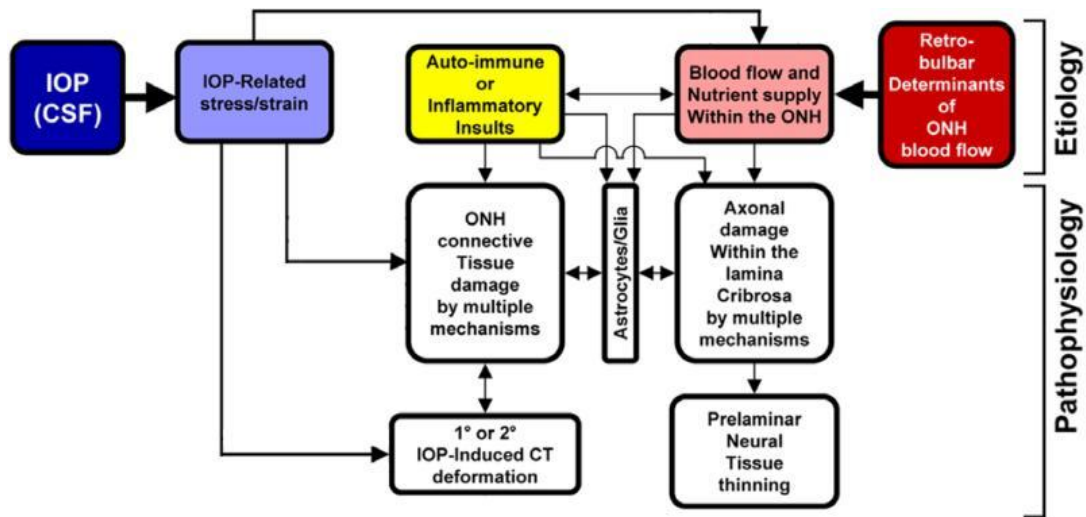 IOP
(CSF)
IOP-Related
stress/strain
Auto-immune
or
Inflammatory
Insults
Blood flow and
Nutrient supply
Within the ONH
Retro-
bulbar
Determinants
of
ONH
blood flow
Etiology
ONH
connective
Tissue
damage
by multiple
mechanisms
Astrocytes/Glia
Axonal
damage
Within the
lamina
Cribrosa
by multiple
mechanisms
1° or 2°
IOP-Induced CT
deformation
Prelaminar
Neural
Tissue
thinning
Pathophysiology